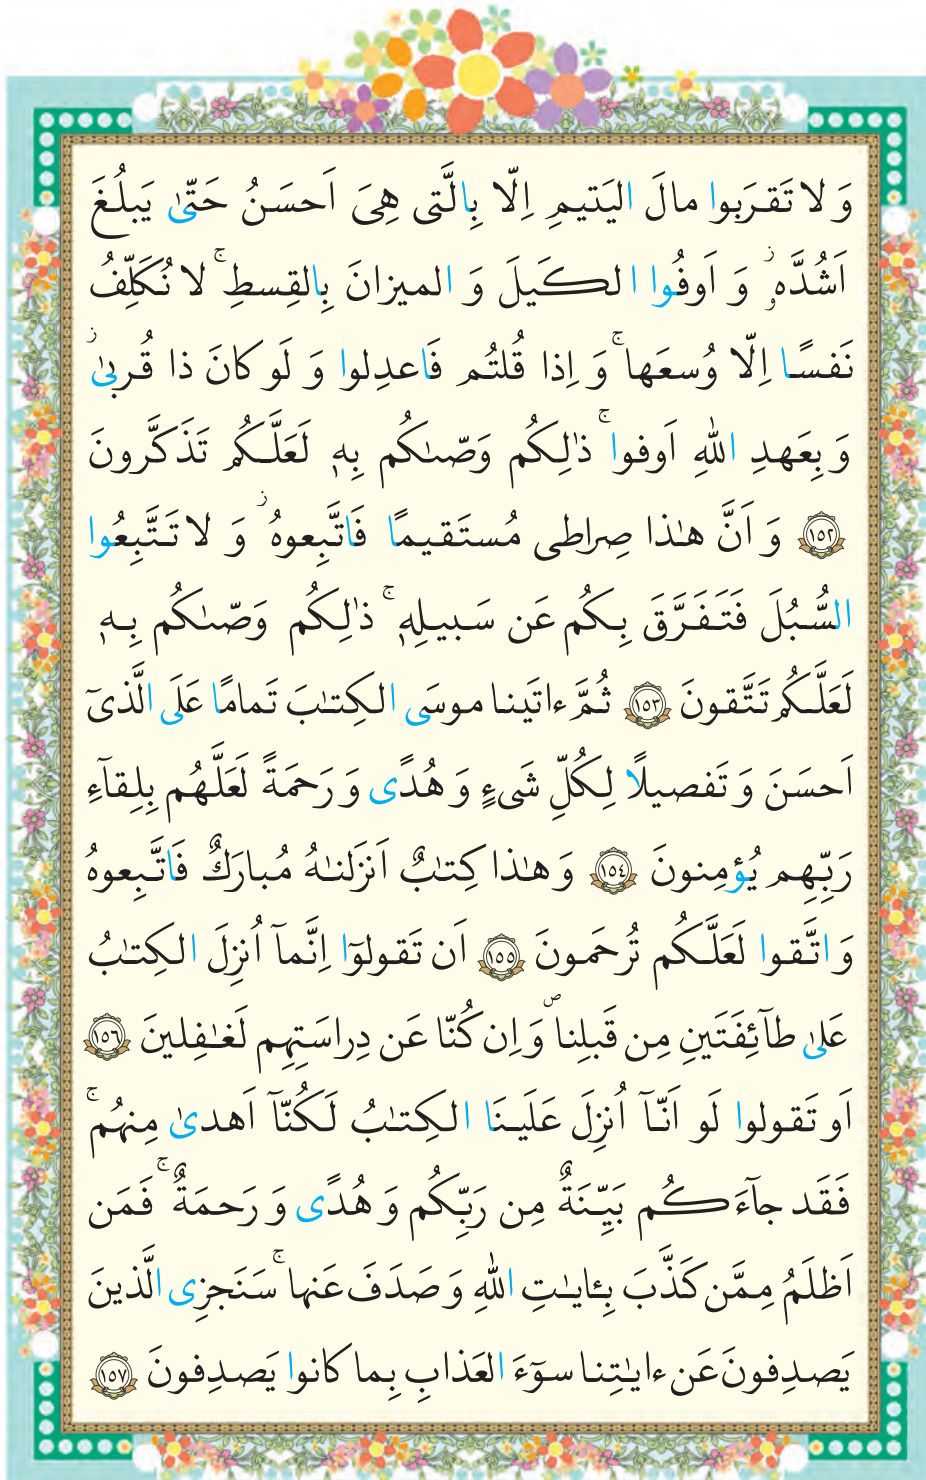 وَ لا تَقرَبوا مالَ اليَتيمِ اِلّا بِالَّتى هِىَ اَحسَنُ حَتّىٰ يَبلُغَ
اَشُدَّهٗ ۚ وَ اَوفُوا الكَيلَ وَ الميزانَ بِالقِسطِ ۚ لا نُكَلِّفُ
نَفسًا اِلّا وُسعَها ۚ وَ اِذا قُلتُم فَاعدِلوا وَ لَو كانَ ذا قُربىٰ ۚ
وَ بِعَهدِ اللّٰهِ اَوفوا ۚ ذٰلِكُم وَصّىٰكُم بِهٖ لَعَلَّكُم تَذَكَّرونَ
﴿١٥٢﴾ وَ اَنَّ هٰذا صِراطى مُستَقيمًا فَاتَّبِعوهُ ۚ وَ لا تَتَّبِعُوا
السُّبُلَ فَتَفَرَّقَ بِكُم عَن سَبيلِهٖ ۚ ذٰلِكُم وَصّىٰكُم بِهٖ
لَعَلَّكُم تَتَّقونَ ﴿١٥٣﴾ ثُمَّ ءاتَينا موسَى الكِتٰبَ تَمامًا عَلَى الَّذىٓ
اَحسَنَ وَ تَفصيلًا لِكُلِّ شَىءٍ وَ هُدًى وَ رَحمَةً لَعَلَّهُم بِلِقآءِ
رَبِّهِم يُؤمِنونَ ﴿١٥٤﴾ وَ هٰذا كِتٰبٌ اَنزَلنٰهُ مُبارَكٌ فَاتَّبِعوهُ
وَ اتَّقوا لَعَلَّكُم تُرحَمونَ ﴿١٥٥﴾ اَن تَقولوٓا اِنَّمآ اُنزِلَ الكِتٰبُ
عَلىٰ طآئِفَتَينِ مِن قَبلِنا ۖ وَ اِن كُنّا عَن دِراسَتِهِم لَغٰفِلينَ ﴿١٥٦﴾
اَو تَقولوا لَو اَنّآ اُنزِلَ عَلَينَا الكِتٰبُ لَكُنّآ اَهدىٰ مِنهُم ۚ
فَقَد جآءَكُم بَيِّنَةٌ مِن رَبِّكُم وَ هُدًى وَ رَحمَةٌ ۚ فَمَن
اَظلَمُ مِمَّن كَذَّبَ بِـٔايٰتِ اللّٰهِ وَ صَدَفَ عَنها ۚ سَنَجزِى الَّذينَ
يَصدِفونَ عَن ءايٰتِنا سوٓءَ العَذابِ بِما كانوا يَصدِفونَ ﴿١٥٧﴾